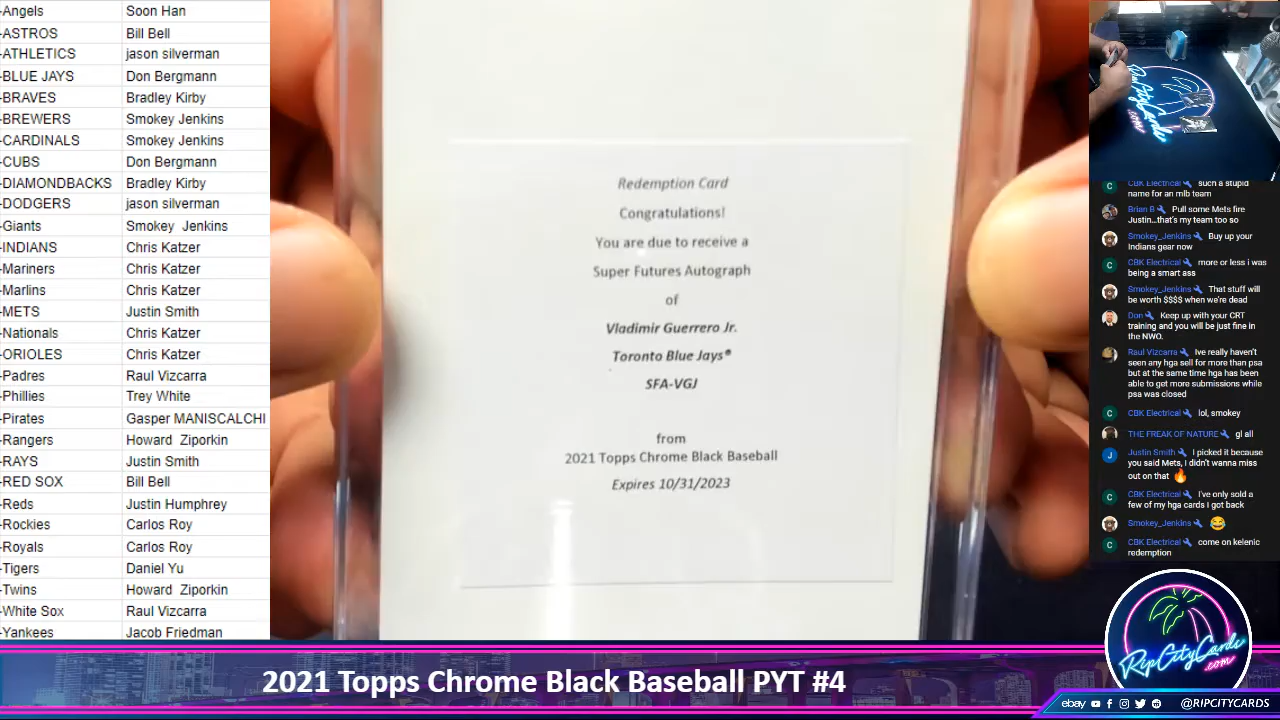 -Angels Soon Han
-ASTROS Bill Bell
-ATHLETICS jason silverman
-BLUE JAYS Don Bergmann
-BRAVES Bradley Kirby
-BREWERS Smokey Jenkins
-CARDINALS Smokey Jenkins
-CUBS Don Bergmann
-DIAMONDBACKS Bradley Kirby
-DODGERS jason silverman
-Giants Smokey Jenkins
-INDIANS Chris Katzer
-Mariners Chris Katzer
-Marlins Chris Katzer
-METS Justin Smith
-Nationals Chris Katzer
-ORIOLES Chris Katzer
-Padres Raul Vizcarra
-Phillies Trey White
-Pirates Gasper MANISCALCHI
-Rangers Howard Ziporkin
-RAYS Justin Smith
-RED SOX Bill Bell
-Reds Justin Humphrey
-Rockies Carlos Roy
-Royals Carlos Roy
-Tigers Daniel Yu
-Twins Howard Ziporkin
-White Sox Raul Vizcarra
-Yankees Jacob Friedman
Redemption Card
Congratulations!
You are due to receive a
Super Futures Autograph
of
Vladimir Guerrero Jr.
Toronto Blue Jays®
SFA-VGJ
from
2021 Topps Chrome Black Baseball
Expires 10/31/2023
CBK Electrical such a stupid
name for an mlb team
Brian B Pull some Mets fire
Justin...that's my team too so
Smokey_Jenkins Buy up your
Indians gear now
CBK Electrical more or less i was
being a smart ass
Smokey_Jenkins That stuff will
be worth $$$$ when we're dead
Don Keep up with your CRT
training and you will be just fine in
the NWO.
Raul Vizcarra Ive really haven't
seen any hga sell for more than psa
but at the same time hga has been
able to get more submissions while
psa was closed
C CBK Electrical lol, smokey
THE FREAK OF NATURE gl all
J Justin Smith I picked it because
you said Mets, I didn't wanna miss
out on that 🔥
C CBK Electrical I've only sold a
few of my hga cards I got back
Smokey_Jenkins 😂
C CBK Electrical come on kelenic
redemption
RipCityCards
.com
2021 Topps Chrome Black Baseball PYT #4
ebay @RIPCITYCARDS